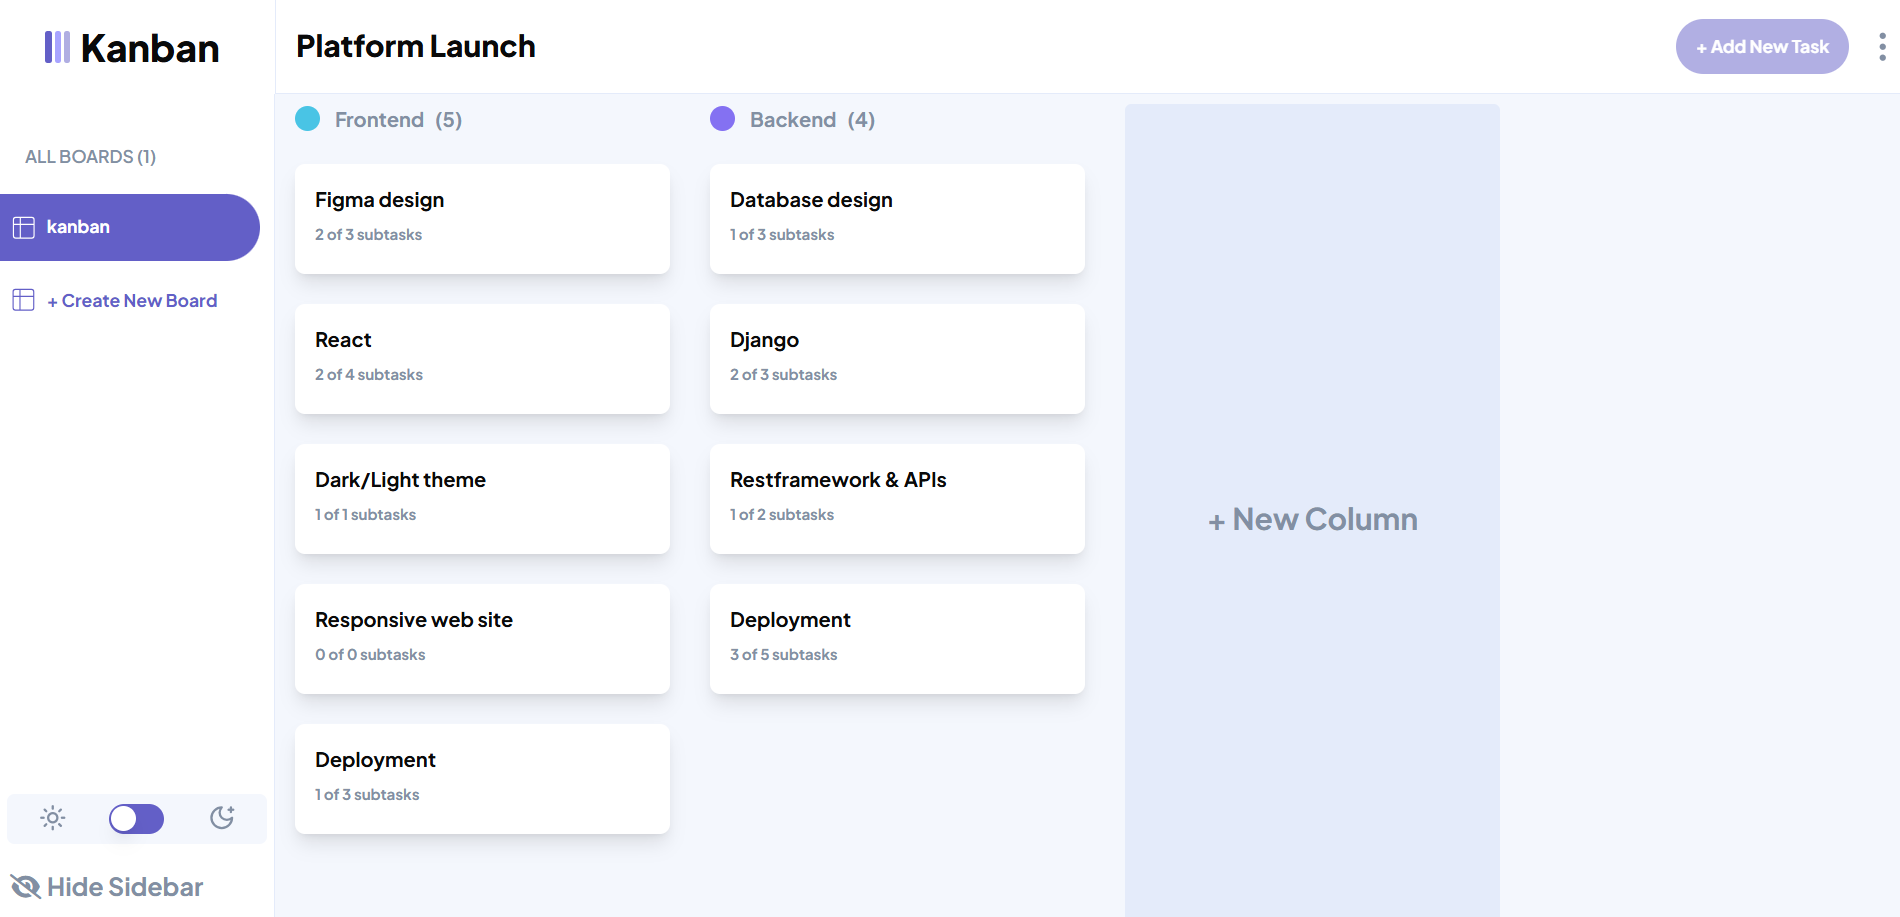 Kanban
Platform Launch
+ Add New Task
ALL BOARDS (1)
kanban
+ Create New Board
Frontend (5)
Figma design
2 of 3 subtasks
React
2 of 4 subtasks
Dark/Light theme
1 of 1 subtasks
Responsive web site
0 of 0 subtasks
Deployment
1 of 3 subtasks
Backend (4)
Database design
1 of 3 subtasks
Django
2 of 3 subtasks
Restframework & APIs
1 of 2 subtasks
Deployment
3 of 5 subtasks
+ New Column
Hide Sidebar